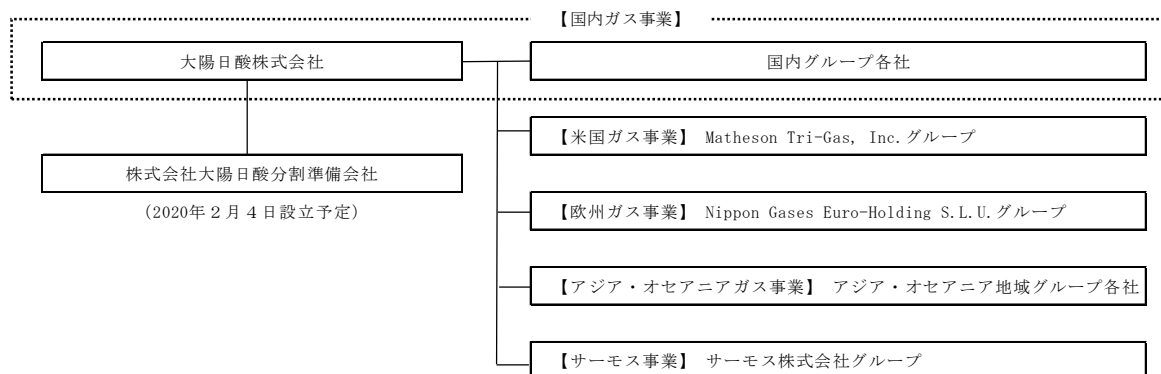 【国内ガス事業】
大陽日酸株式会社
国内グループ各社
【米国ガス事業】 Matheson Tri-Gas, Inc.グループ
株式会社大陽日酸分割準備会社
（2020年２月４日設立予定）
【欧州ガス事業】 Nippon Gases Euro-Holding S.L.U.グループ
【アジア・オセアニアガス事業】 アジア・オセアニア地域グループ各社
【サーモス事業】 サーモス株式会社グループ